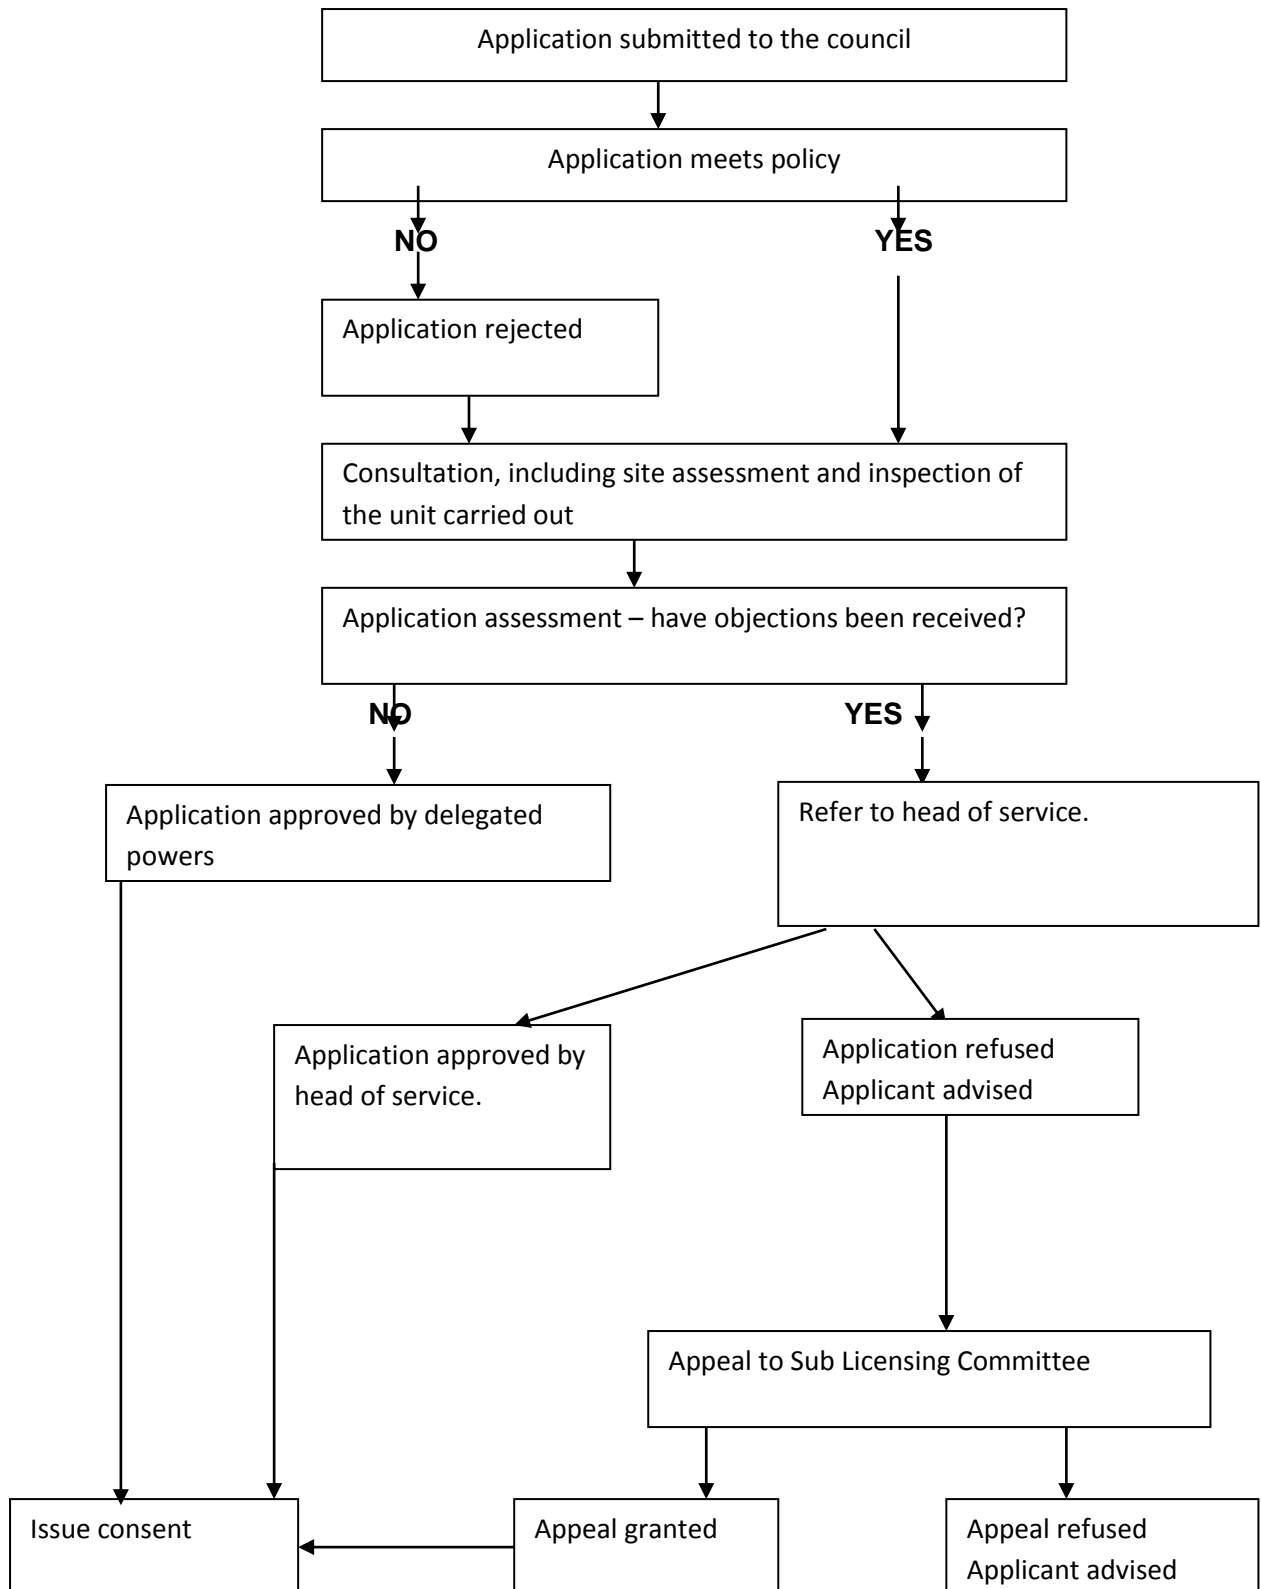 Application submitted to the council
Application meets policy
NO
YES
Application rejected
Consultation, including site assessment and inspection of
the unit carried out
Application assessment – have objections been received?
NO
YES
Application approved by delegated
powers
Refer to head of service.
Application approved by
head of service.
Application refused
Applicant advised
Appeal to Sub Licensing Committee
Issue consent
Appeal granted
Appeal refused
Applicant advised